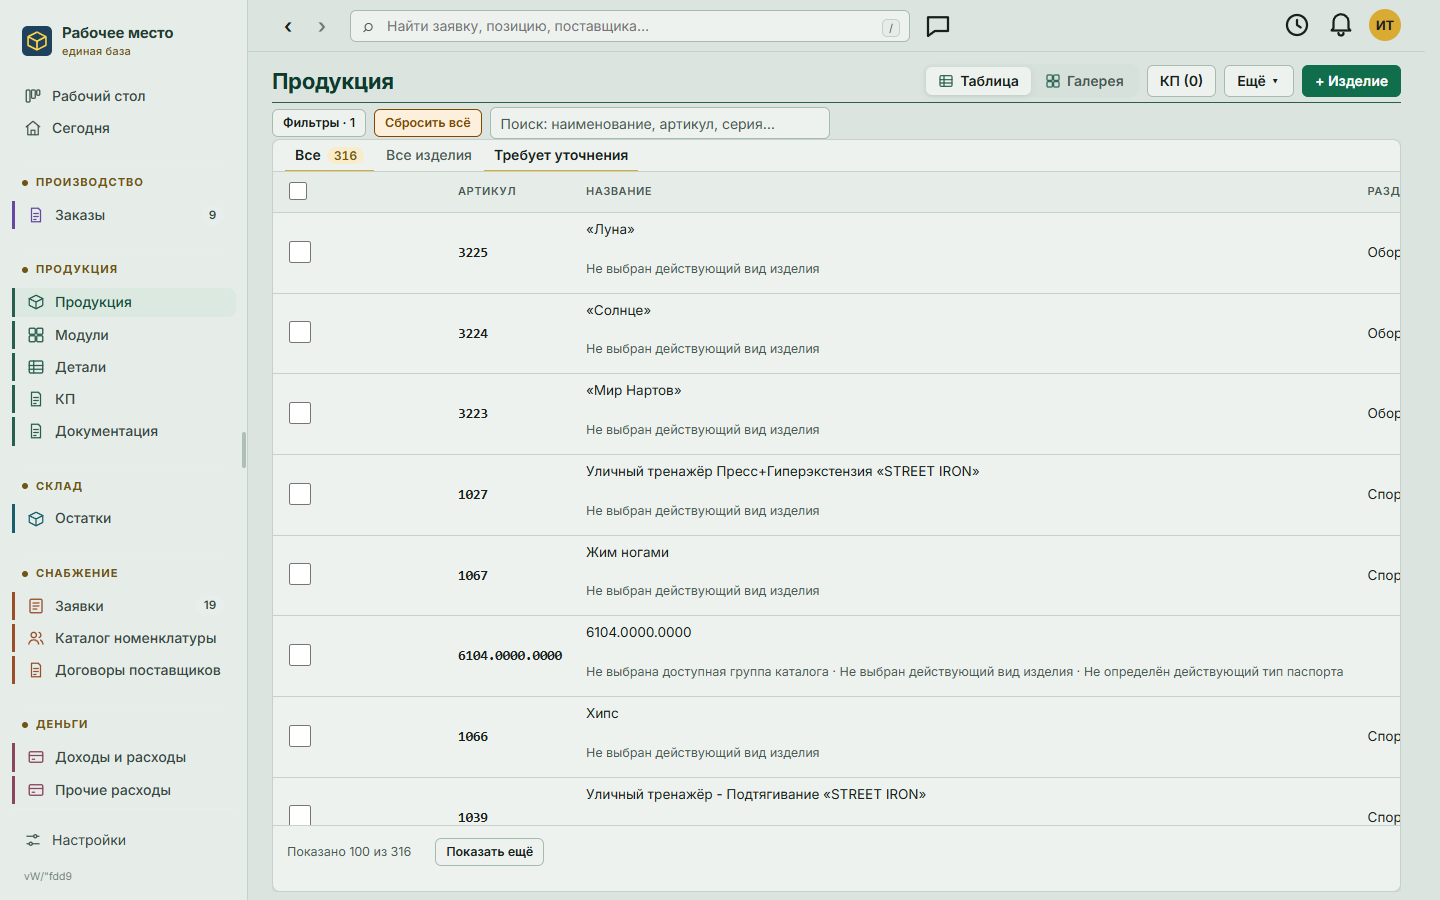 Рабочее место
единая база
Рабочий стол
Сегодня
ПРОИЗВОДСТВО
Заказы 9
ПРОДУКЦИЯ
Продукция
Модули
Детали
КП
Документация
СКЛАД
Остатки
СНАБЖЕНИЕ
Заявки 19
Каталог номенклатуры
Договоры поставщиков
ДЕНЬГИ
Доходы и расходы
Прочие расходы
Настройки
vW/"fdd9
Найти заявку, позицию, поставщика... /
ИТ
Продукция
Таблица Галерея КП (0) Ещё + Изделие
Фильтры · 1 Сбросить всё Поиск: наименование, артикул, серия...
Все 316 Все изделия Требует уточнения
АРТИКУЛ НАЗВАНИЕ РАЗД
«Луна»
3225 Обор
Не выбран действующий вид изделия
«Солнце»
3224 Обор
Не выбран действующий вид изделия
«Мир Нартов»
3223 Обор
Не выбран действующий вид изделия
Уличный тренажёр Пресс+Гиперэкстензия «STREET IRON»
1027 Спор
Не выбран действующий вид изделия
Жим ногами
1067 Спор
Не выбран действующий вид изделия
6104.0000.0000
6104.0000.0000
Не выбрана доступная группа каталога · Не выбран действующий вид изделия · Не определён действующий тип паспорта
Хипс
1066 Спор
Не выбран действующий вид изделия
Уличный тренажёр - Подтягивание «STREET IRON»
1039 Спор
Показано 100 из 316 Показать ещё